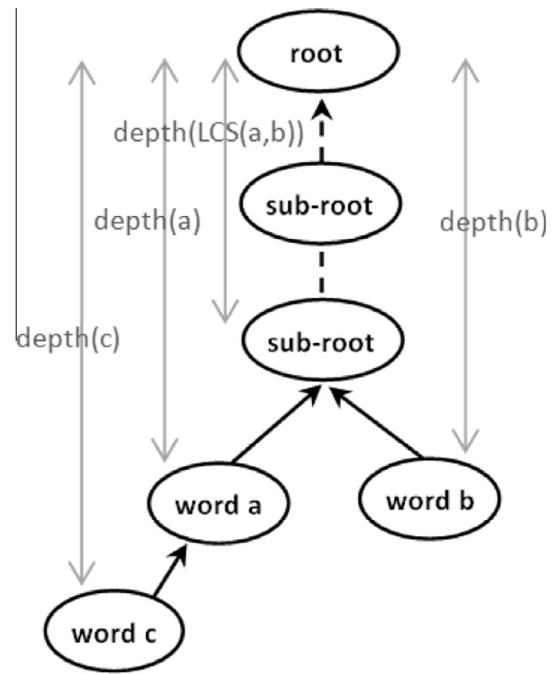 root
depth(LCS(a,b))
sub-root
depth(a)
depth(b)
depth(c)
sub-root
word a
word b
word c